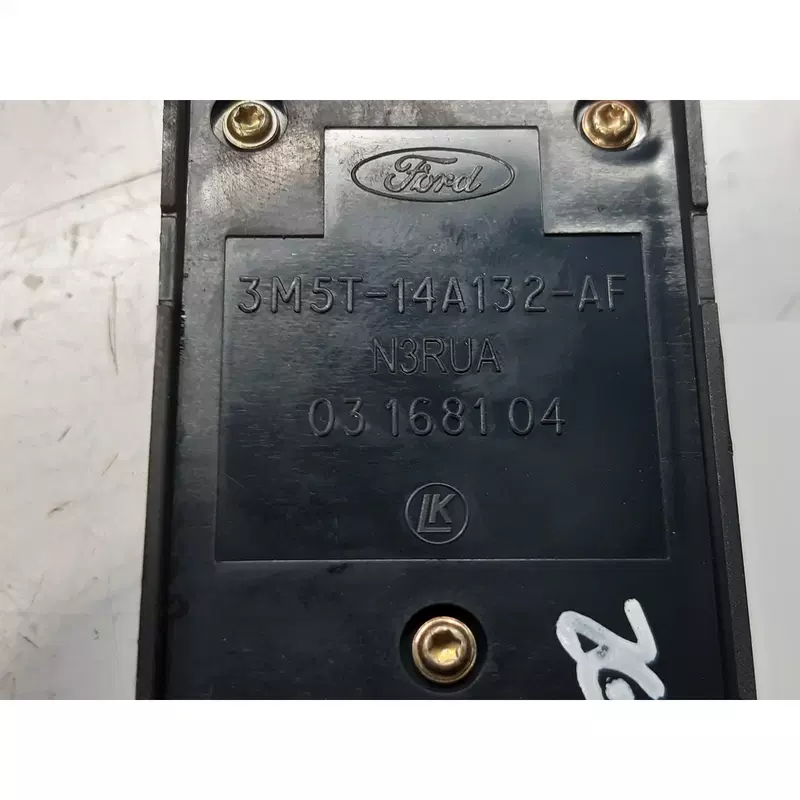 Ford
3M5T-14A132-AF
N3RUA
03 1681 04
LK